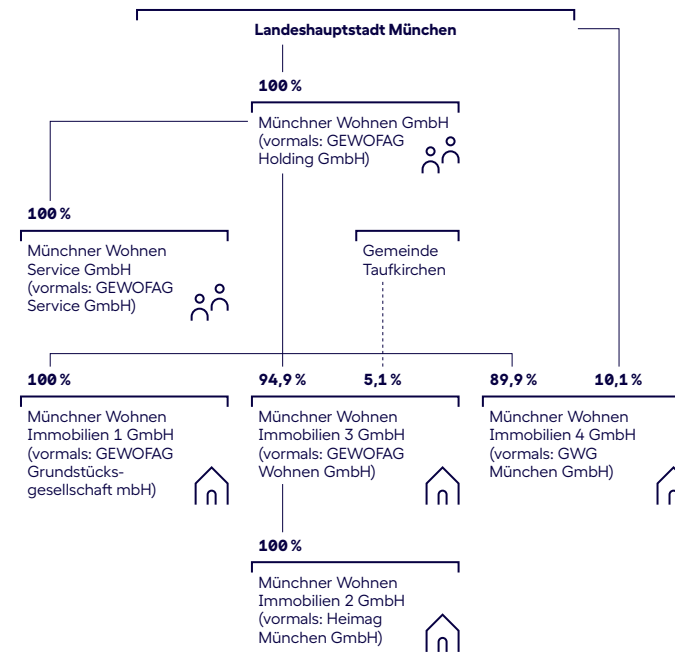 Landeshauptstadt München
100 %
Münchner Wohnen GmbH
(vormals: GEWOFAG
Holding GmbH)
100 %
Münchner Wohnen
Service GmbH
(vormals: GEWOFAG
Service GmbH)
Gemeinde
Taufkirchen
100 %
Münchner Wohnen
Immobilien 1 GmbH
(vormals: GEWOFAG
Grundstücks-
gesellschaft mbH)
94,9 %
5,1 %
Münchner Wohnen
Immobilien 3 GmbH
(vormals: GEWOFAG
Wohnen GmbH)
89,9 %
10,1 %
Münchner Wohnen
Immobilien 4 GmbH
(vormals: GWG
München GmbH)
100 %
Münchner Wohnen
Immobilien 2 GmbH
(vormals: Heimag
München GmbH)